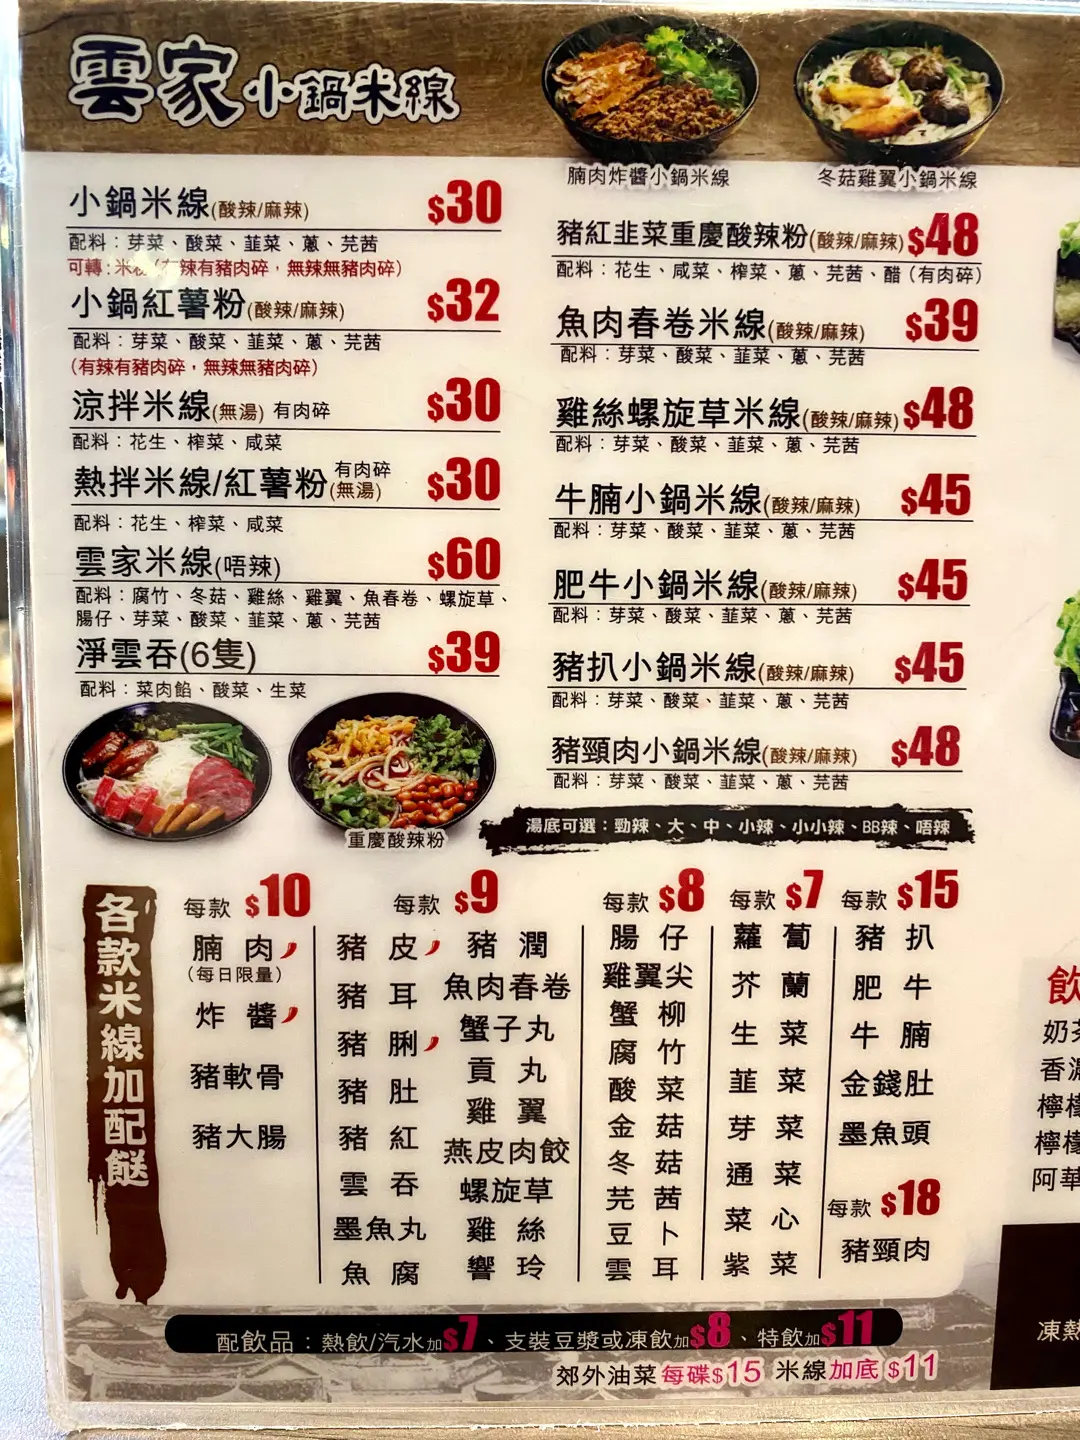 雲家小鍋米線
腩肉炸醬小鍋米線
冬菇雞翼小鍋米線
小鍋米線(酸辣/麻辣) $30
配料：芽菜、酸菜、韮菜、蔥、芫茜
可轉：米粉(有辣有豬肉碎，無辣無豬肉碎)
小鍋紅薯粉(酸辣/麻辣) $32
配料：芽菜、酸菜、韮菜、蔥、芫茜
(有辣有豬肉碎，無辣無豬肉碎)
涼拌米線(無湯) 有肉碎 $30
配料：花生、榨菜、咸菜
熱拌米線/紅薯粉(無湯) 有肉碎 $30
配料：花生、榨菜、咸菜
雲家米線(唔辣) $60
配料：腐竹、冬菇、雞絲、雞翼、魚春卷、螺旋草、
腸仔、芽菜、酸菜、韮菜、蔥、芫茜
淨雲吞(6隻) $39
配料：菜肉餡、酸菜、生菜
重慶酸辣粉
豬紅韭菜重慶酸辣粉(酸辣/麻辣) $48
配料：花生、咸菜、榨菜、蔥、芫茜、醋（有肉碎）
魚肉春卷米線(酸辣/麻辣) $39
配料：芽菜、酸菜、韮菜、蔥、芫茜
雞絲螺旋草米線(酸辣/麻辣) $48
配料：芽菜、酸菜、韮菜、蔥、芫茜
牛腩小鍋米線(酸辣/麻辣) $45
配料：芽菜、酸菜、韮菜、蔥、芫茜
肥牛小鍋米線(酸辣/麻辣) $45
配料：芽菜、酸菜、韮菜、蔥、芫茜
豬扒小鍋米線(酸辣/麻辣) $45
配料：芽菜、酸菜、韮菜、蔥、芫茜
豬頸肉小鍋米線(酸辣/麻辣) $48
配料：芽菜、酸菜、韮菜、蔥、芫茜
湯底可選：勁辣、大、中、小辣、小小辣、BB辣、唔辣
各款米線加配餸
每款 $10
腩肉
（每日限量）
炸醬
豬軟骨
豬大腸
每款 $9
豬皮
豬耳
豬脷
豬肚
豬紅
雲吞
墨魚丸
魚腐
豬潤
魚肉春卷
蟹子丸
貢丸
雞翼
燕皮肉餃
螺旋草
雞絲
響玲
每款 $8
腸仔
雞翼尖
蟹柳
腐竹
酸菜
金菇
冬菇
芫茜
豆卜
雲耳
每款 $7
蘿蔔
芥蘭
生菜
韮菜
芽菜
通菜
菜心
紫菜
每款 $15
豬扒
肥牛
牛腩
金錢肚
墨魚頭
每款 $18
豬頸肉
配飲品：熱飲/汽水加$7、支裝豆漿或凍飲加$8、特飲加$11
郊外油菜 每碟$15 米線加底 $11
飲
奶茶
香濃
檸檬
檸檬
阿華
凍熱